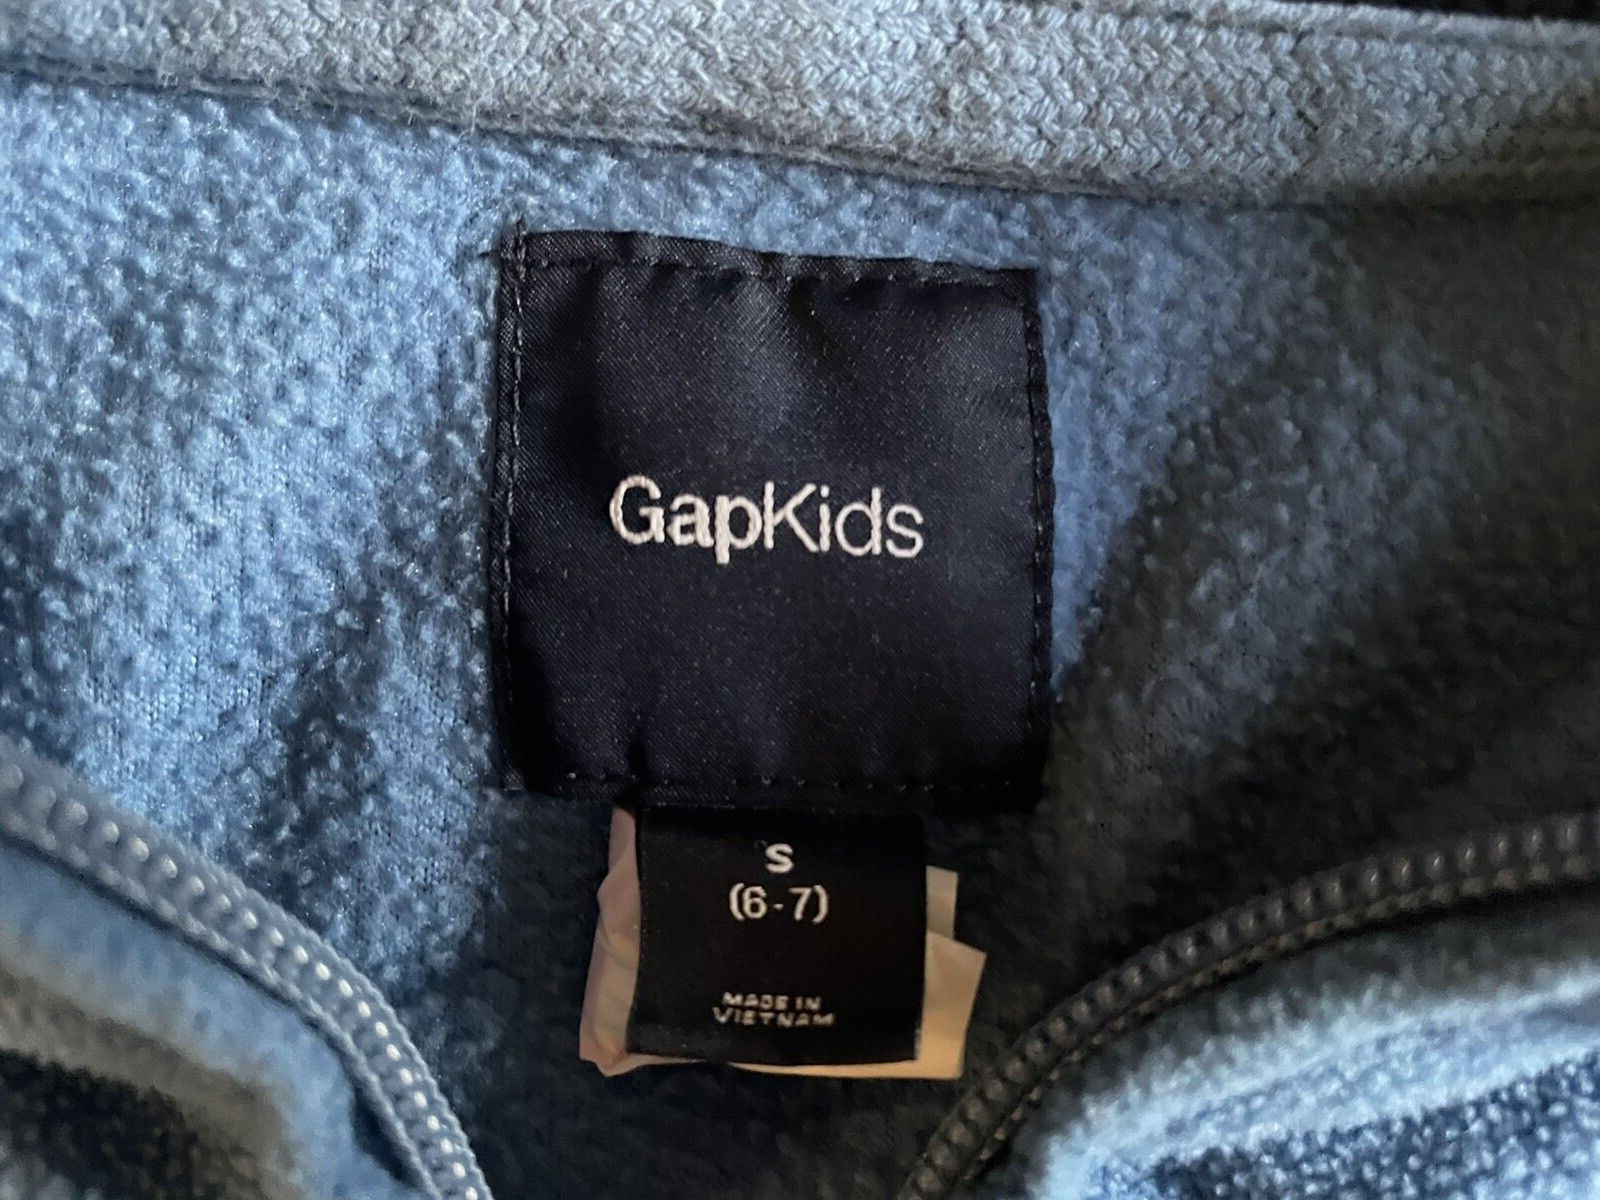 GapKids
S
(6-7)
MADE IN
VIETNAM